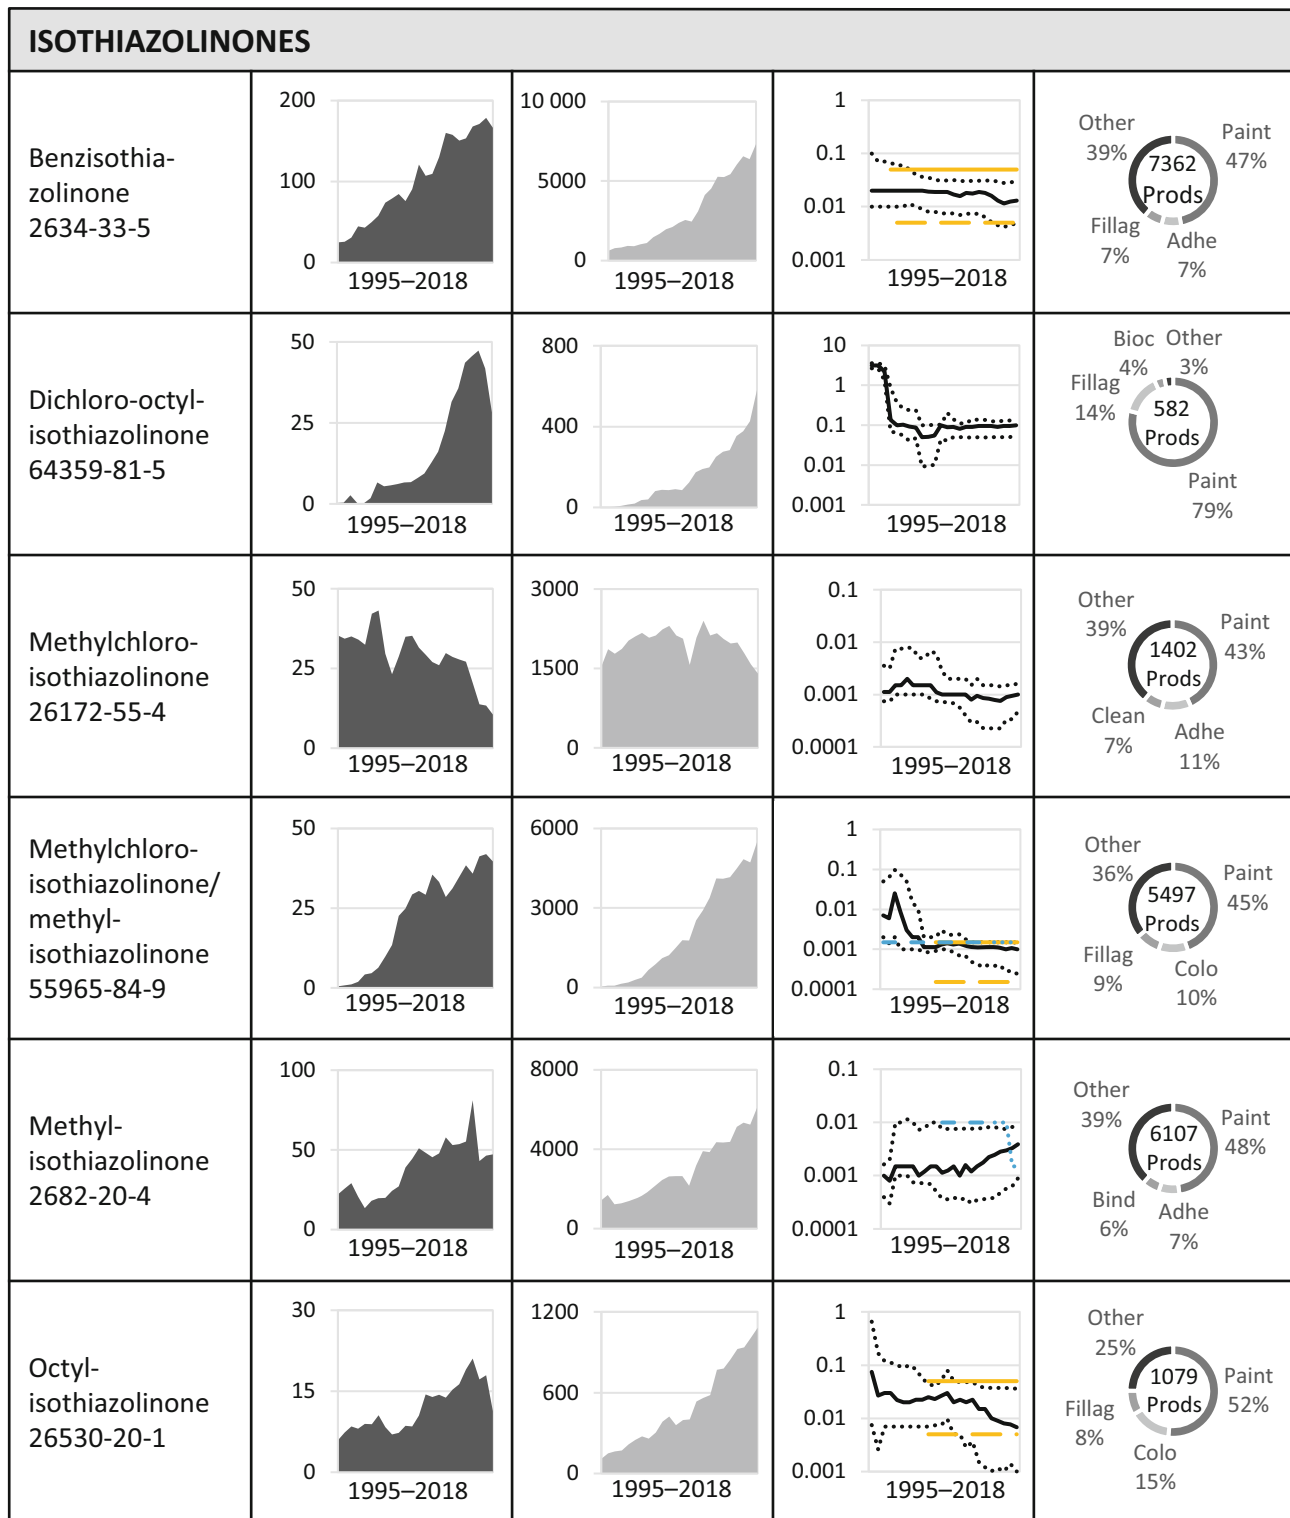 ISOTHIAZOLINONES
Benzisothia-
zolinone
2634-33-5
200
100
0
1995–2018
10 000
5000
0
1995–2018
1
0.1
0.01
0.001
1995–2018
Other
39%
Paint
47%
7362
Prods
Fillag
7%
Adhe
7%
Dichloro-octyl-
isothiazolinone
64359-81-5
50
25
0
1995–2018
800
400
0
1995–2018
10
1
0.1
0.01
0.001
1995–2018
Bioc
4%
Other
3%
Fillag
14%
582
Prods
Paint
79%
Methylchloro-
isothiazolinone
26172-55-4
50
25
0
1995–2018
3000
1500
0
1995–2018
0.1
0.01
0.001
0.0001
1995–2018
Other
39%
Paint
43%
1402
Prods
Clean
7%
Adhe
11%
Methylchloro-
isothiazolinone/
methyl-
isothiazolinone
55965-84-9
50
25
0
1995–2018
6000
3000
0
1995–2018
1
0.1
0.01
0.001
0.0001
1995–2018
Other
36%
Paint
45%
5497
Prods
Fillag
9%
Colo
10%
Methyl-
isothiazolinone
2682-20-4
100
50
0
1995–2018
8000
4000
0
1995–2018
0.1
0.01
0.001
0.0001
1995–2018
Other
39%
Paint
48%
6107
Prods
Bind
6%
Adhe
7%
Octyl-
isothiazolinone
26530-20-1
30
15
0
1995–2018
1200
600
0
1995–2018
1
0.1
0.01
0.001
1995–2018
Other
25%
Paint
52%
1079
Prods
Fillag
8%
Colo
15%